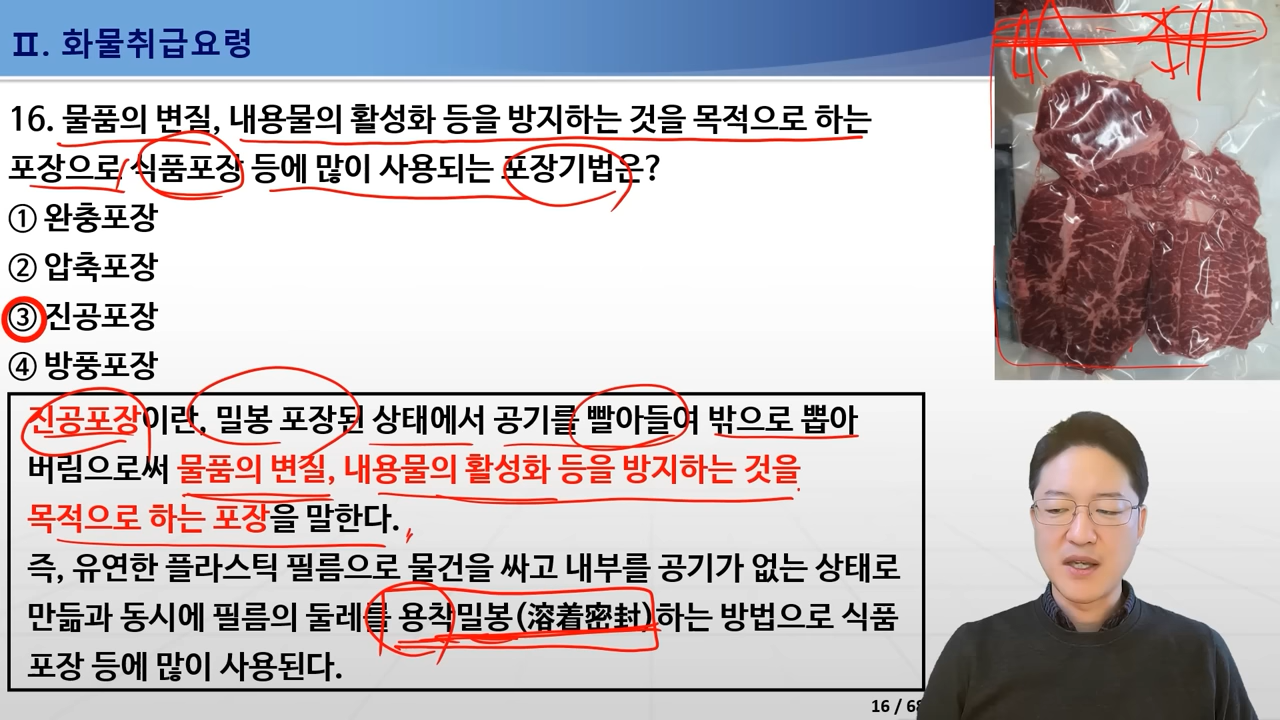 Ⅱ. 화물취급요령
16. 물품의 변질, 내용물의 활성화 등을 방지하는 것을 목적으로 하는
포장으로 식품포장 등에 많이 사용되는 포장기법은?
① 완충포장
② 압축포장
③ 진공포장
④ 방풍포장
진공포장이란, 밀봉 포장된 상태에서 공기를 빨아들여 밖으로 뽑아
버림으로써 물품의 변질, 내용물의 활성화 등을 방지하는 것을
목적으로 하는 포장을 말한다.
즉, 유연한 플라스틱 필름으로 물건을 싸고 내부를 공기가 없는 상태로
만듦과 동시에 필름의 둘레를 용착밀봉(溶着密封)하는 방법으로 식품
포장 등에 많이 사용된다.
16 / 68